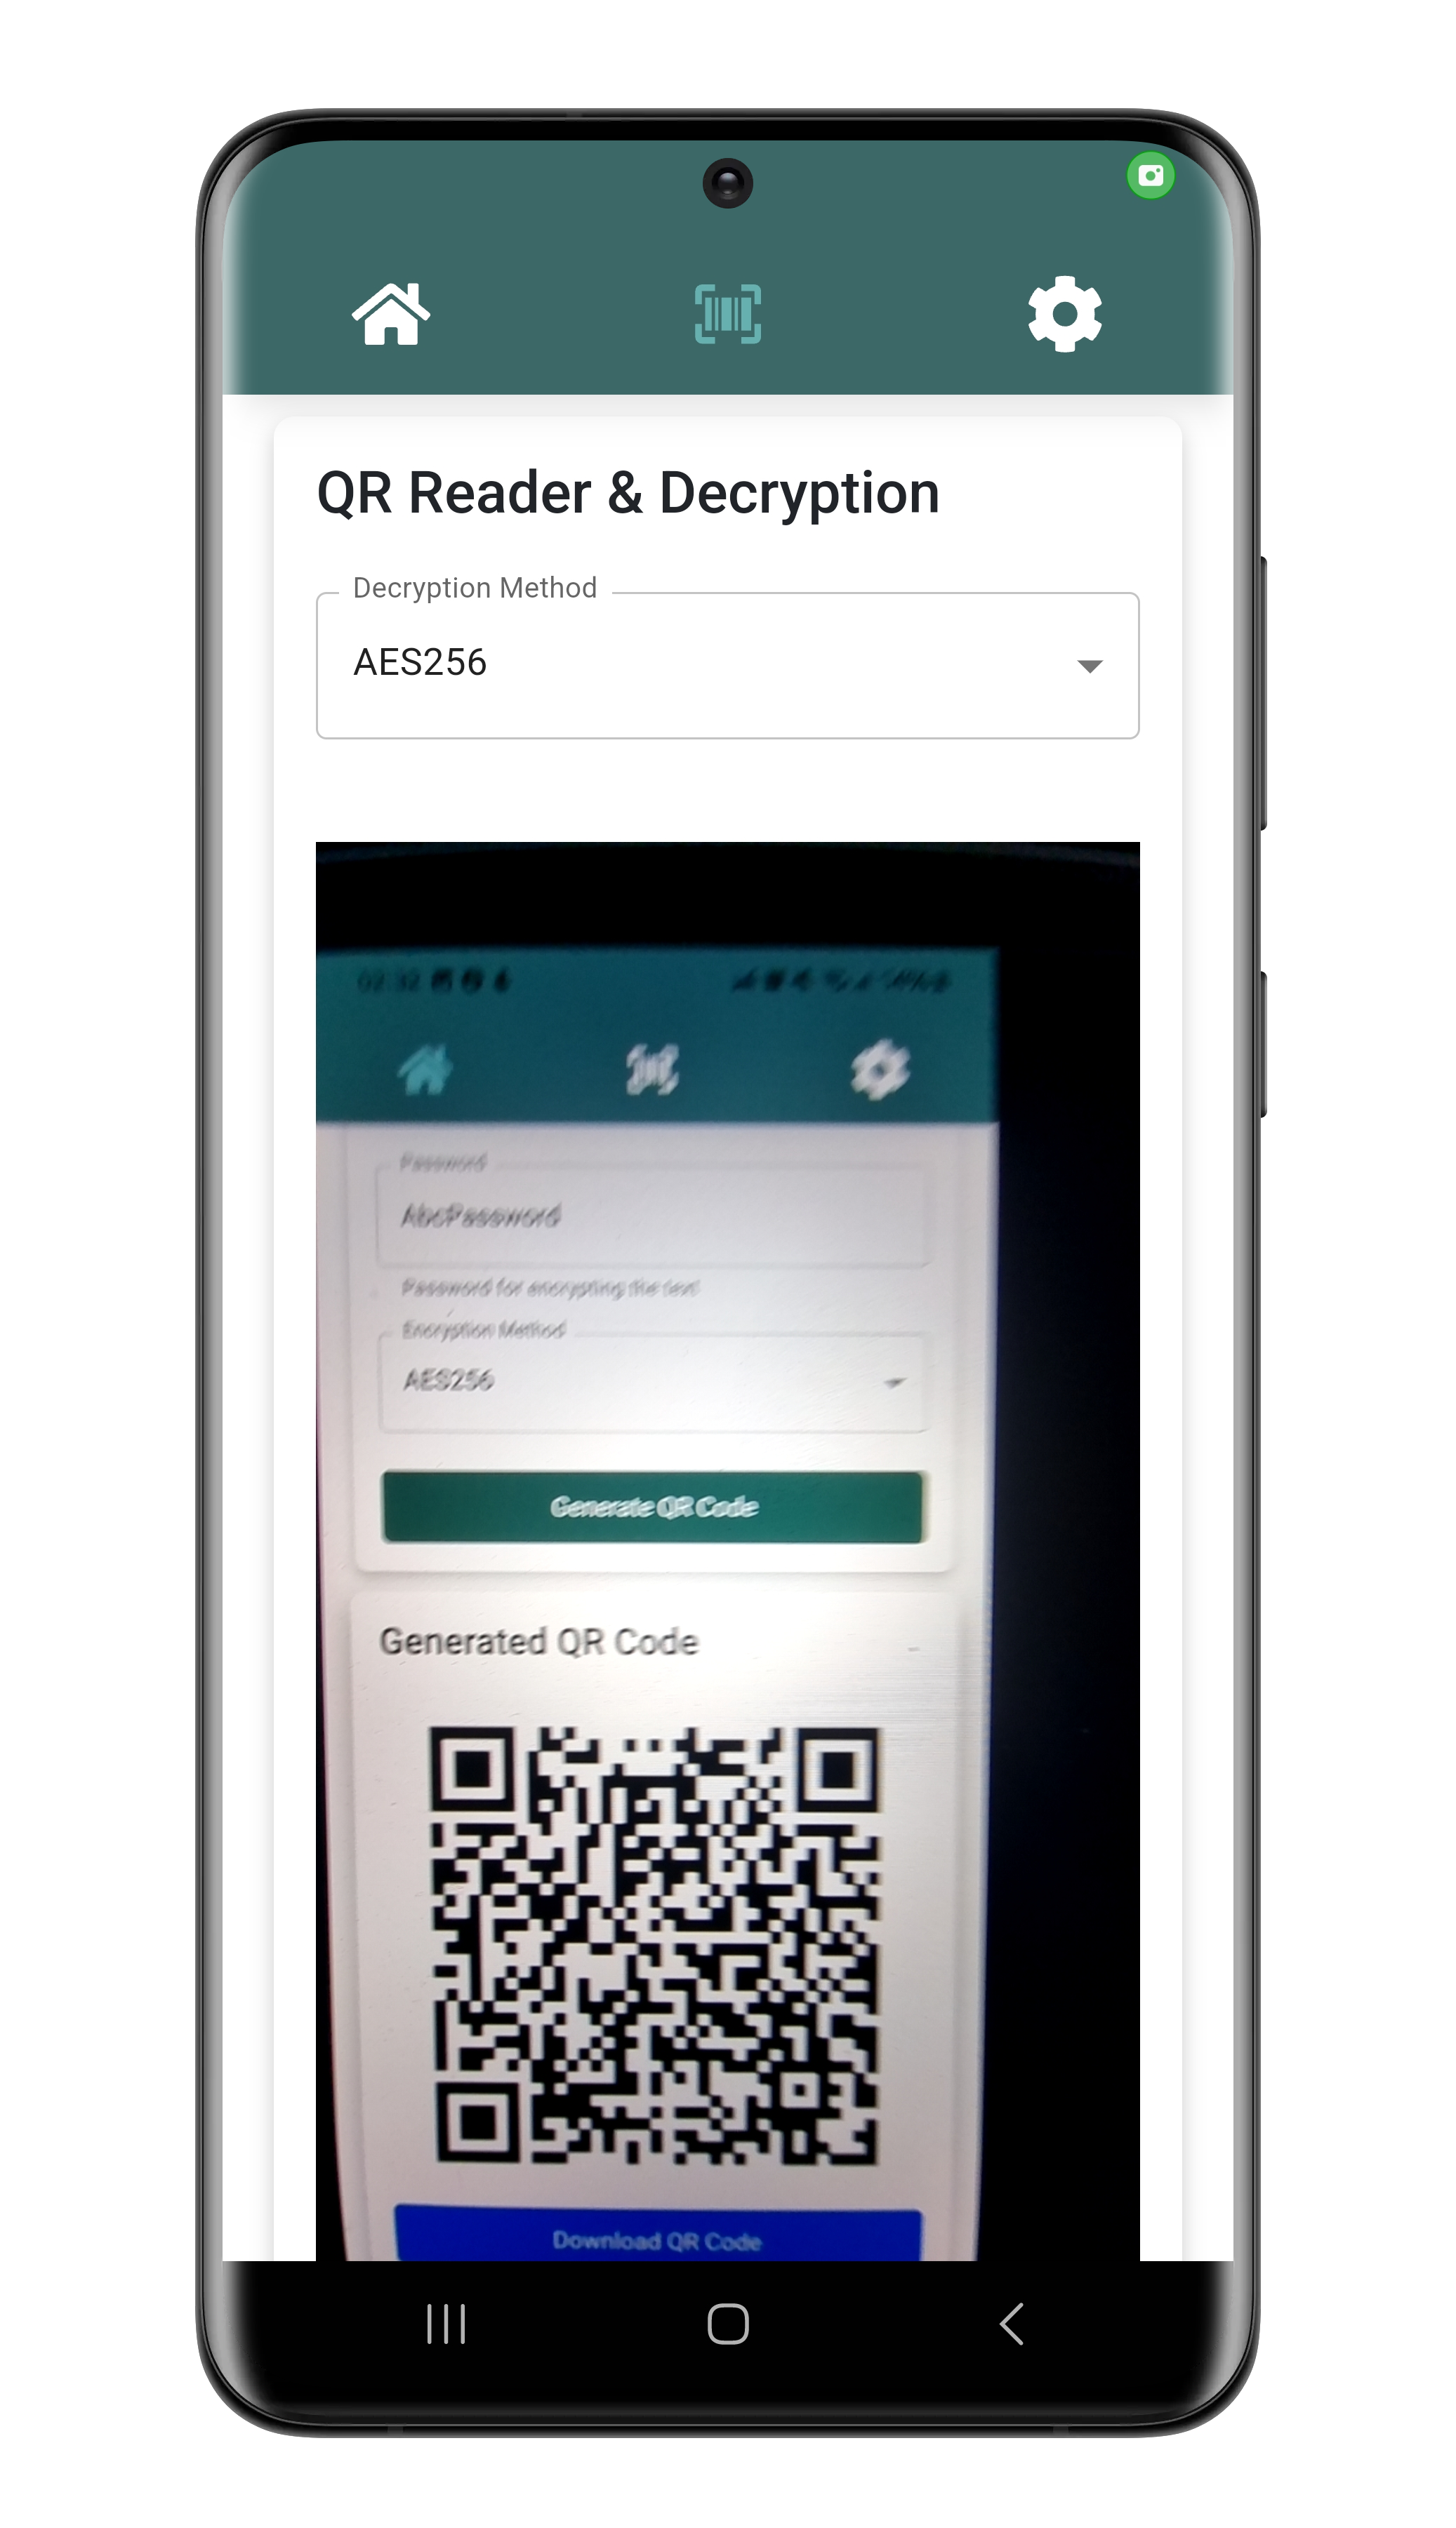 QR Reader & Decryption
Decryption Method
AES256
Password
AbcPassword
Password for encrypting the text
Encryption Method
AES256
Generate QR Code
Generated QR Code
-
Download QR Code